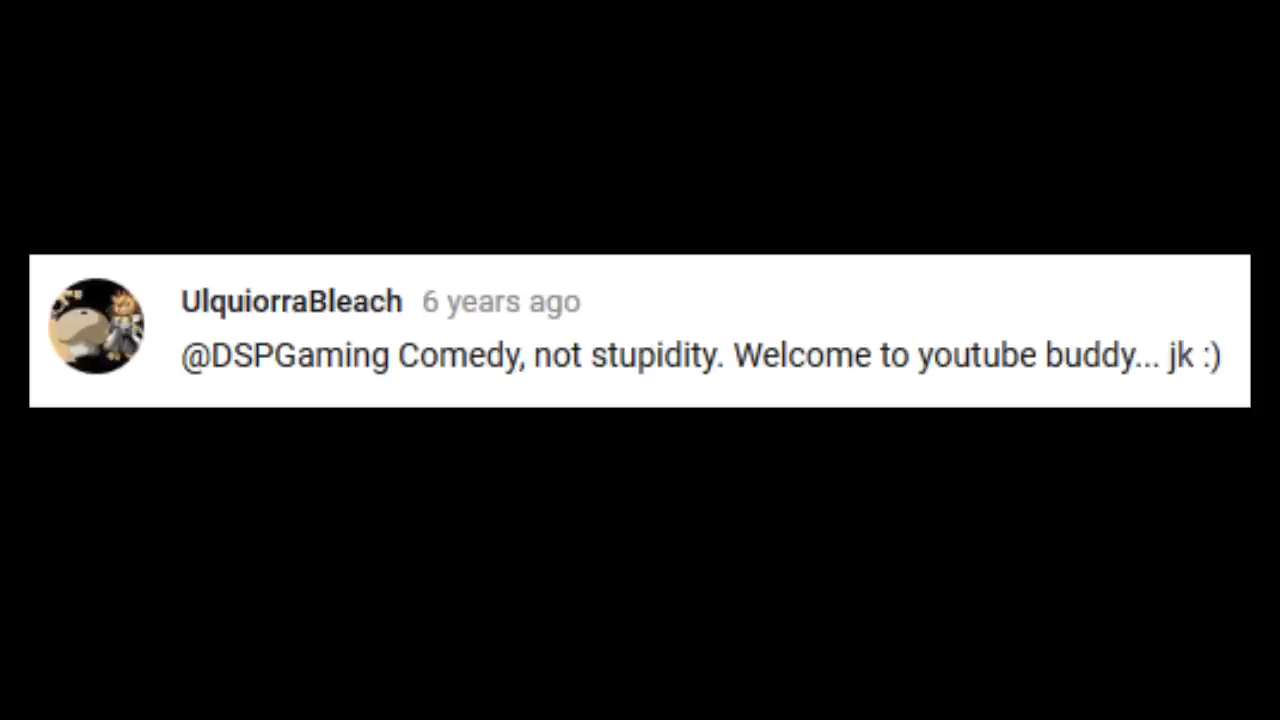 UlquiorraBleach 6 years ago
@DSPGaming Comedy, not stupidity. Welcome to youtube buddy... jk :)